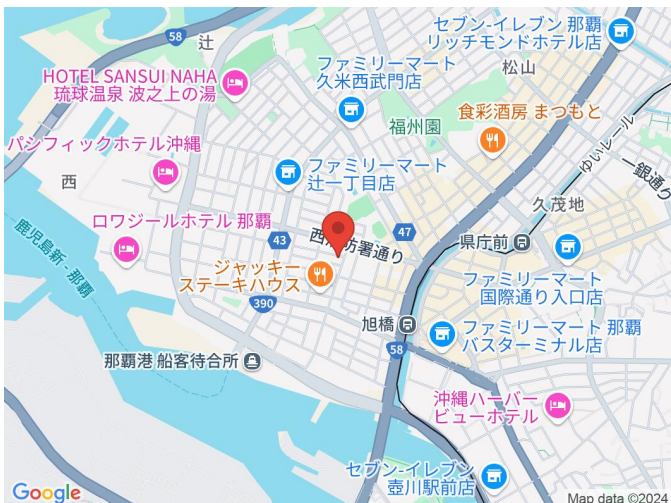 58
辻
セブン-イレブン 那覇
リッチモンドホテル店
松山
HOTEL SANSUI NAHA
琉球温泉 波之上の湯
ファミリーマート
久米西武門店
福州園
食彩酒房 まつもと
ゆいレール
一銀通り
パシフィックホテル沖縄
西
ファミリーマート
辻一丁目店
久茂地
ロワジールホテル 那覇
43
西消防署通り
47
県庁前
鹿児島新-那覇
ジャッキー
ステーキハウス
ファミリーマート
国際通り入口店
390
旭橋
58
ファミリーマート 那覇
バスターミナル店
那覇港 船客待合所
沖縄ハーバー
ビューホテル
セブン-イレブン
壺川駅前店
Google
Map data ©2024